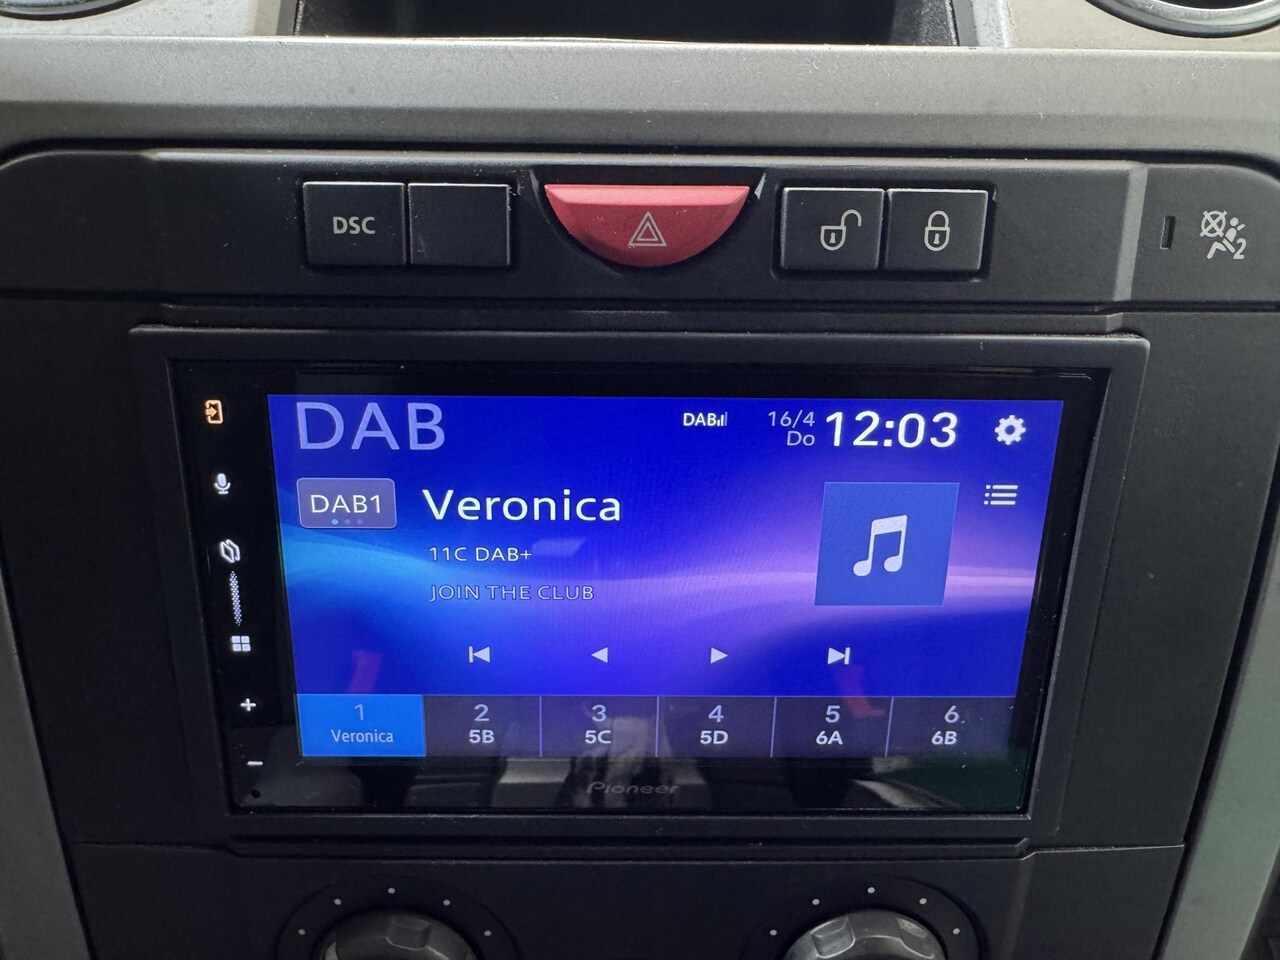 DSC
2
DAB
DAB
16/4
Do
12:03
DAB1
Veronica
11C DAB+
JOIN THE CLUB
1
Veronica
2
5B
3
5C
4
5D
5
6A
6
6B
Pioneer